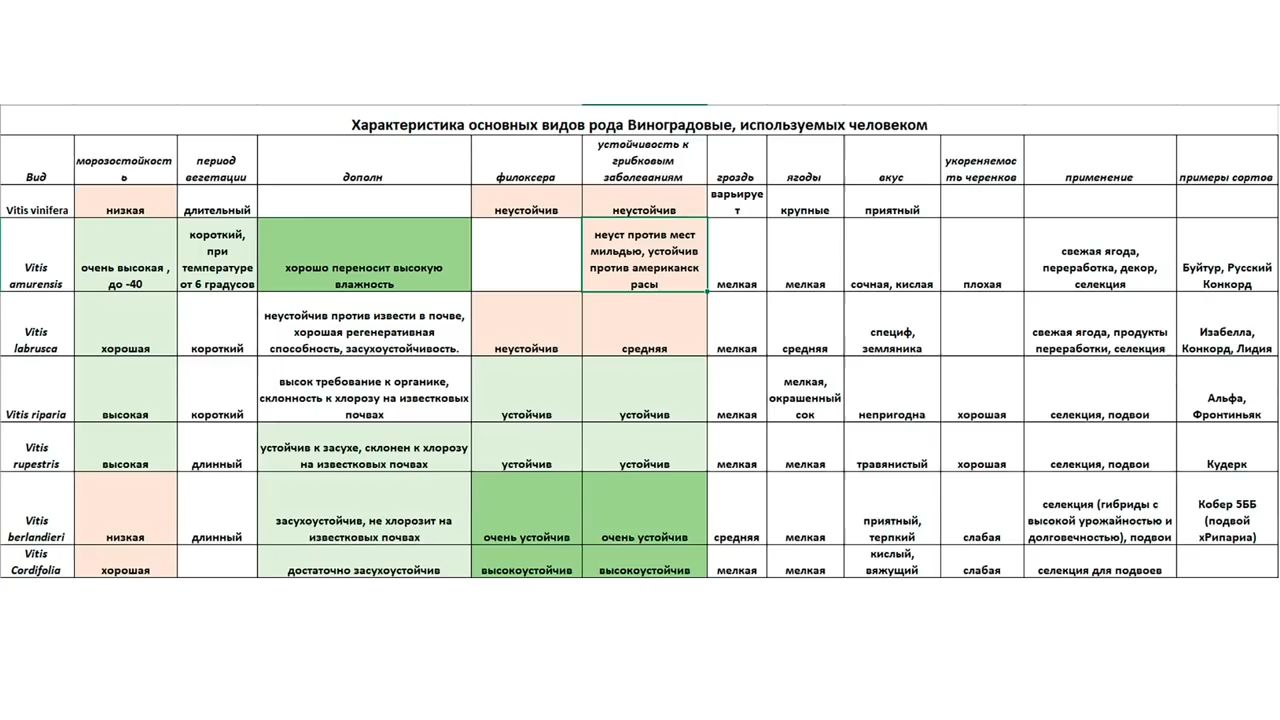 Характеристика основных видов рода Виноградовые, используемых человеком
Вид
морозостойкост
ь
период
вегетации
дополн
филоксера
устойчивость к
грибковым
заболеваниям
гроздь
ягоды
вкус
укореняемос
ть черенков
применение
примеры сортов
Vitis vinifera
низкая
длительный
неустойчив
неустойчив
варьируе
т
крупные
приятный
Vitis
amurensis
очень высокая ,
до -40
короткий,
при
температуре
от 6 градусов
хорошо переносит высокую
влажность
неуст против мест
мильдью, устойчив
против американск
расы
мелкая
мелкая
сочная, кислая
плохая
свежая ягода,
переработка, декор,
селекция
Буйтур, Русский
Конкорд
Vitis
labrusca
хорошая
короткий
неустойчив против извести в почве,
хорошая регенеративная
способность, засухоустойчивость.
неустойчив
средняя
мелкая
средняя
специф,
земляника
свежая ягода, продукты
переработки, селекция
Изабелла,
Конкорд, Лидия
Vitis riparia
высокая
короткий
высок требование к органике,
склонность к хлорозу на известковых
почвах
устойчив
устойчив
мелкая
мелкая,
окрашенный
сок
непригодна
хорошая
селекция, подвои
Альфа,
Фронтиньяк
Vitis
rupestris
высокая
длинный
устойчив к засухе, склонен к хлорозу
на известковых почвах
устойчив
устойчив
мелкая
мелкая
травянистый
хорошая
селекция, подвои
Кудерк
Vitis
berlandieri
низкая
длинный
засухоустойчив, не хлорозит на
известковых почвах
очень устойчив
очень устойчив
средняя
мелкая
приятный,
терпкий
слабая
селекция (гибриды с
высокой урожайностью и
долговечностью), подвои
Кобер 5ББ
(подвой
хРипариа)
Vitis
Cordifolia
хорошая
достаточно засухоустойчив
высокоустойчив
высокоустойчив
мелкая
мелкая
кислый,
вяжущий
слабая
селекция для подвоев